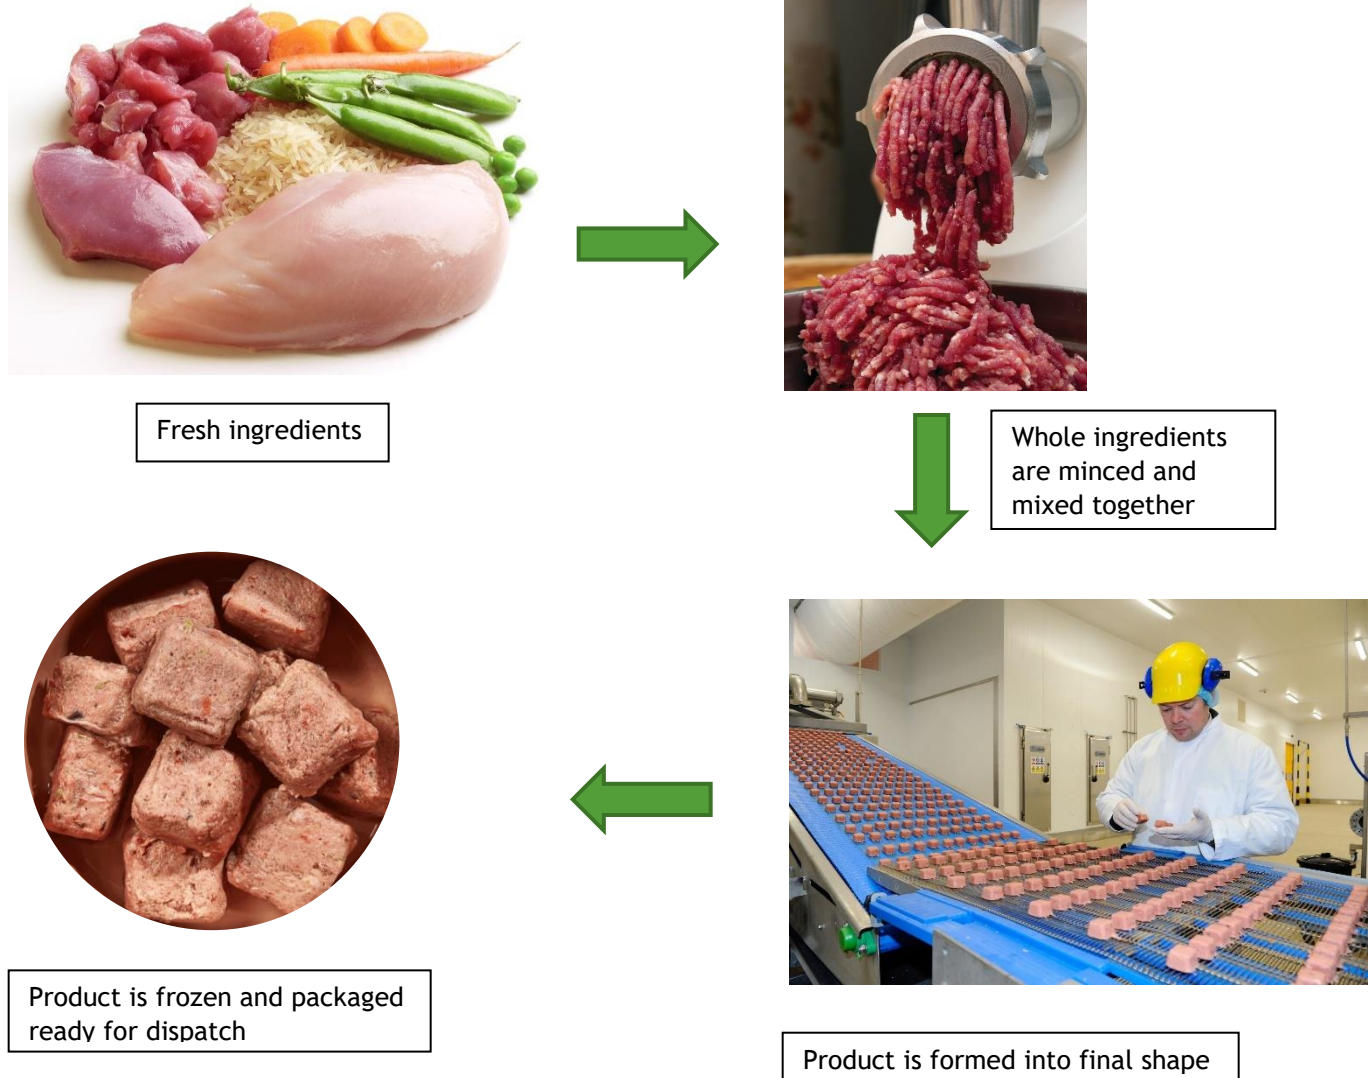 Fresh ingredients
Whole ingredients
are minced and
mixed together
Product is formed into final shape
Product is frozen and packaged
ready for dispatch